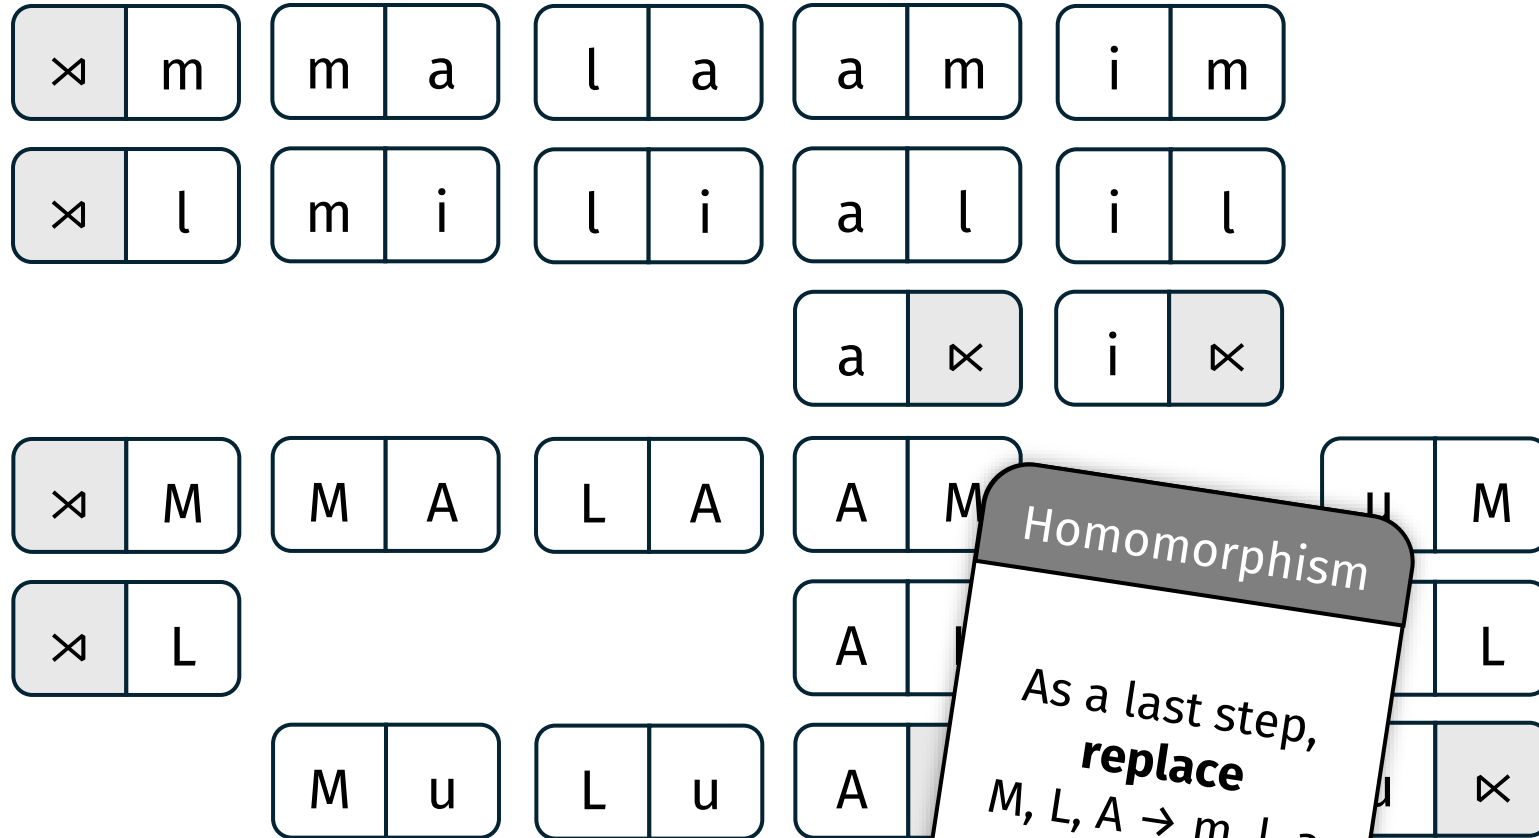 ⋊ m m a l a a m i m
⋊ l m i l i a l i l
a ⋉ i ⋉
⋊ M M A L A A M u M
⋊ L A L
M u L u A u ⋉
Homomorphism
As a last step,
replace
M, L, A → m, l, a